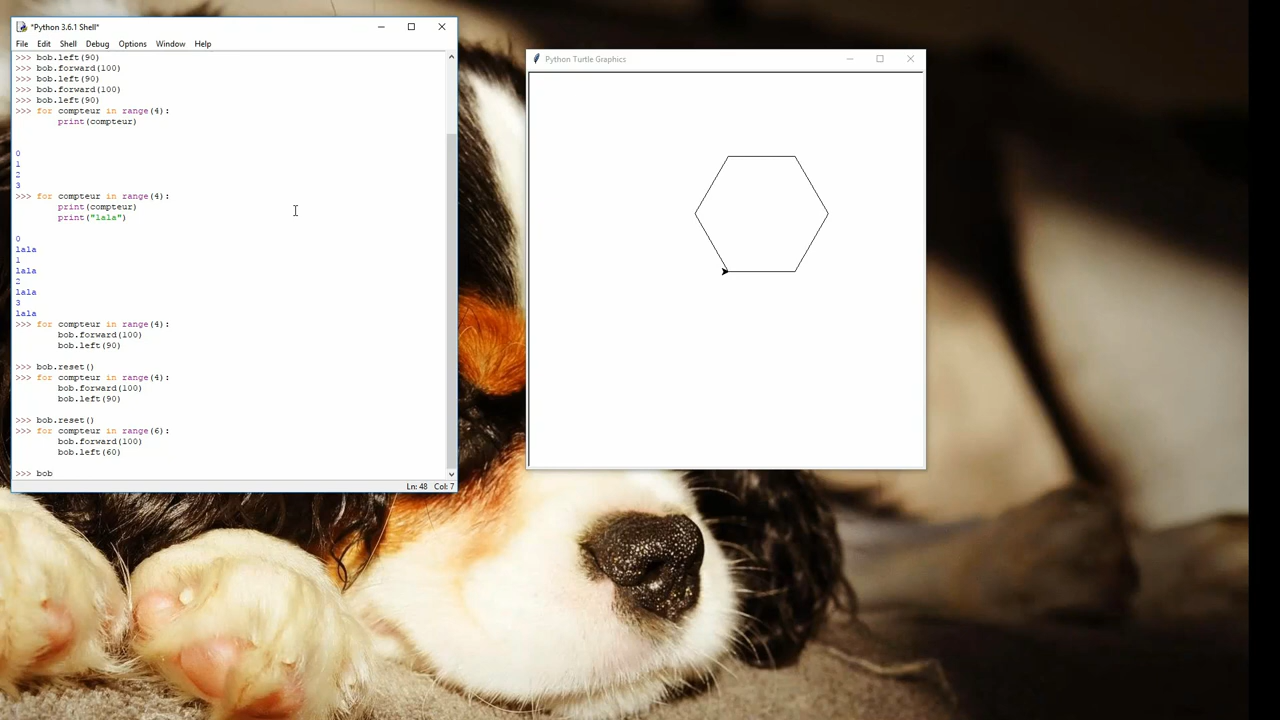 *Python 3.6.1 Shell*
File Edit Shell Debug Options Window Help
>>> bob.left(90)
>>> bob.forward(100)
>>> bob.left(90)
>>> bob.forward(100)
>>> bob.left(90)
>>> for compteur in range(4):
print(compteur)
0
1
2
3
>>> for compteur in range(4):
print(compteur)
print("lala")
0
lala
1
lala
2
lala
3
lala
>>> for compteur in range(4):
bob.forward(100)
bob.left(90)
>>> bob.reset()
>>> for compteur in range(4):
bob.forward(100)
bob.left(90)
>>> bob.reset()
>>> for compteur in range(6):
bob.forward(100)
bob.left(60)
>>> bob
Ln: 48 Col: 7
Python Turtle Graphics